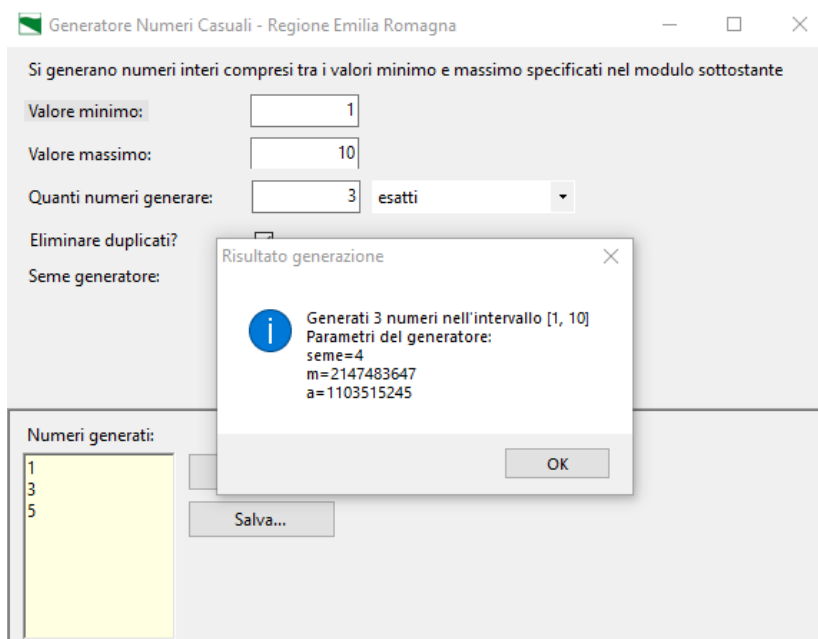 Generatore Numeri Casuali - Regione Emilia Romagna
Si generano numeri interi compresi tra i valori minimo e massimo specificati nel modulo sottostante
Valore minimo: 1
Valore massimo: 10
Quanti numeri generare: 3 esatti
Eliminare duplicati?
Seme generatore:
Risultato generazione
Generati 3 numeri nell'intervallo [1, 10]
Parametri del generatore:
seme=4
m=2147483647
a=1103515245
OK
Numeri generati:
1
3
5
Salva...